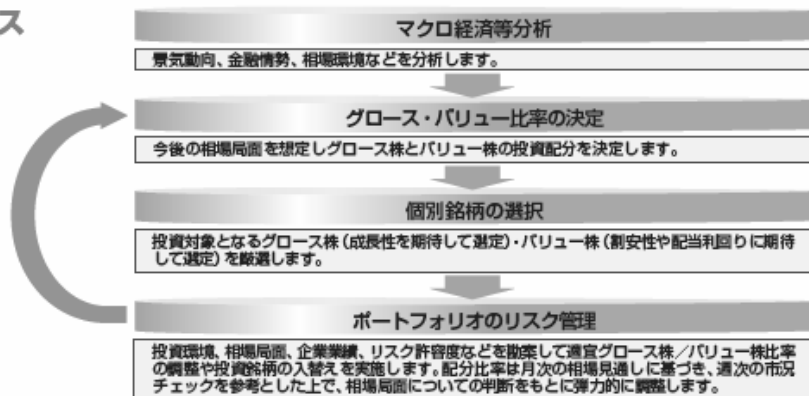 ス
マクロ経済等分析
景気動向、金融情勢、相場環境などを分析します。
グロース・バリュー比率の決定
今後の相場局面を想定しグロース株とバリュー株の投資配分を決定します。
個別銘柄の選択
投資対象となるグロース株(成長性を期待して選定)・バリュー株(割安性や配当利回りに期待
して選定)を厳選します。
ポートフォリオのリスク管理
投資環境、相場局面、企業業績、リスク許容度などを勘案して適宜グロース株/バリュー株比率
の調整や投資銘柄の入替えを実施します。配分比率は月次の相場見通しに基づき、週次の市況
チェックを参考とした上で、相場局面についての判断をもとに弾力的に調整します。